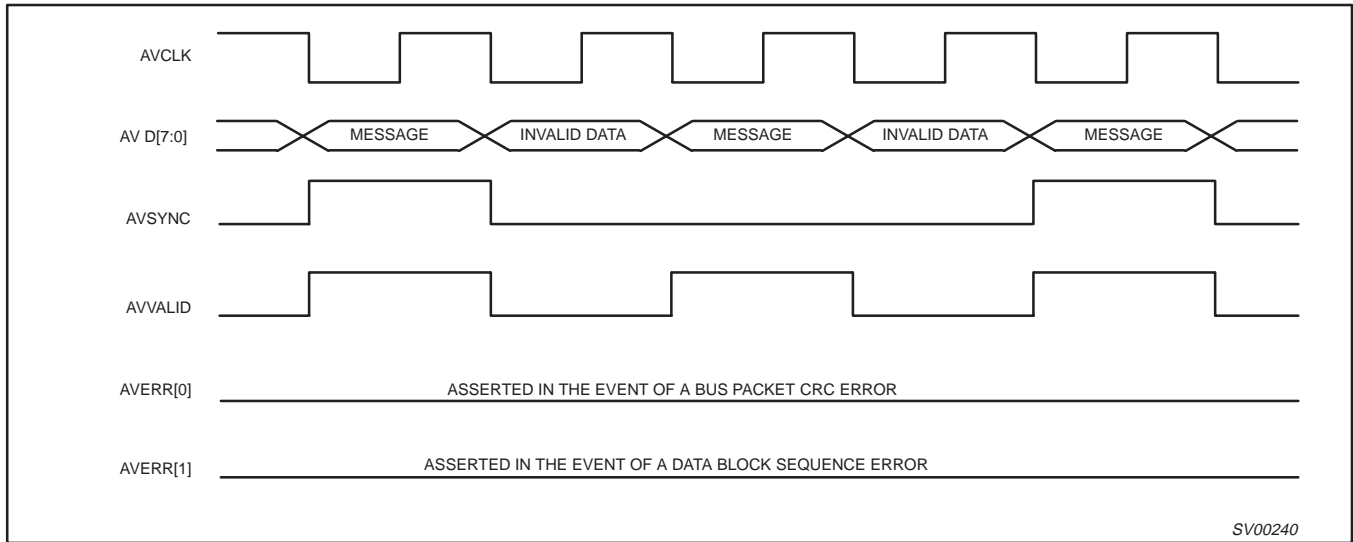 AVCLK
AV D[7:0]
MESSAGE
INVALID DATA
MESSAGE
INVALID DATA
MESSAGE
AVSYNC
AVVALID
AVERR[0]
ASSERTED IN THE EVENT OF A BUS PACKET CRC ERROR
AVERR[1]
ASSERTED IN THE EVENT OF A DATA BLOCK SEQUENCE ERROR
SV00240